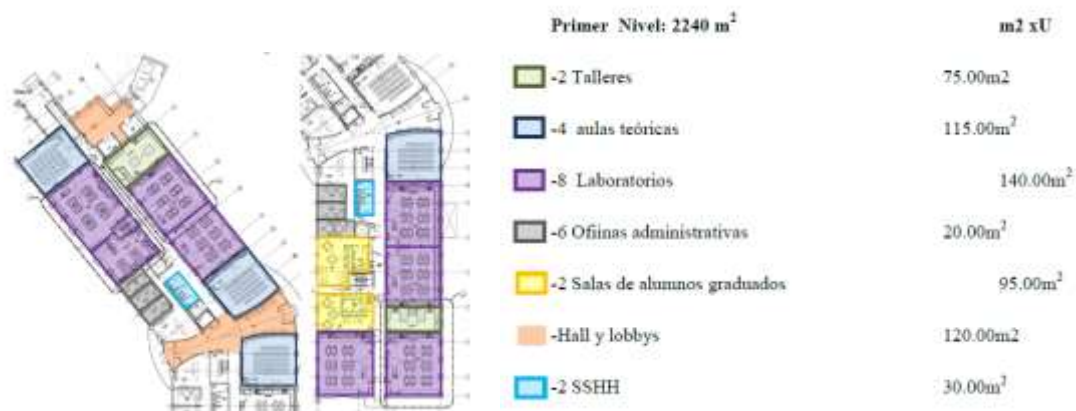 Primer Nivel: 2240 m² m2 xU
-2 Talleres 75.00m2
-4 aulas teóricas 115.00m²
-8 Laboratorios 140.00m²
-6 Ofiinas administrativas 20.00m²
-2 Salas de alumnos graduados 95.00m²
-Hall y lobbys 120.00m2
-2 SSHH 30.00m²